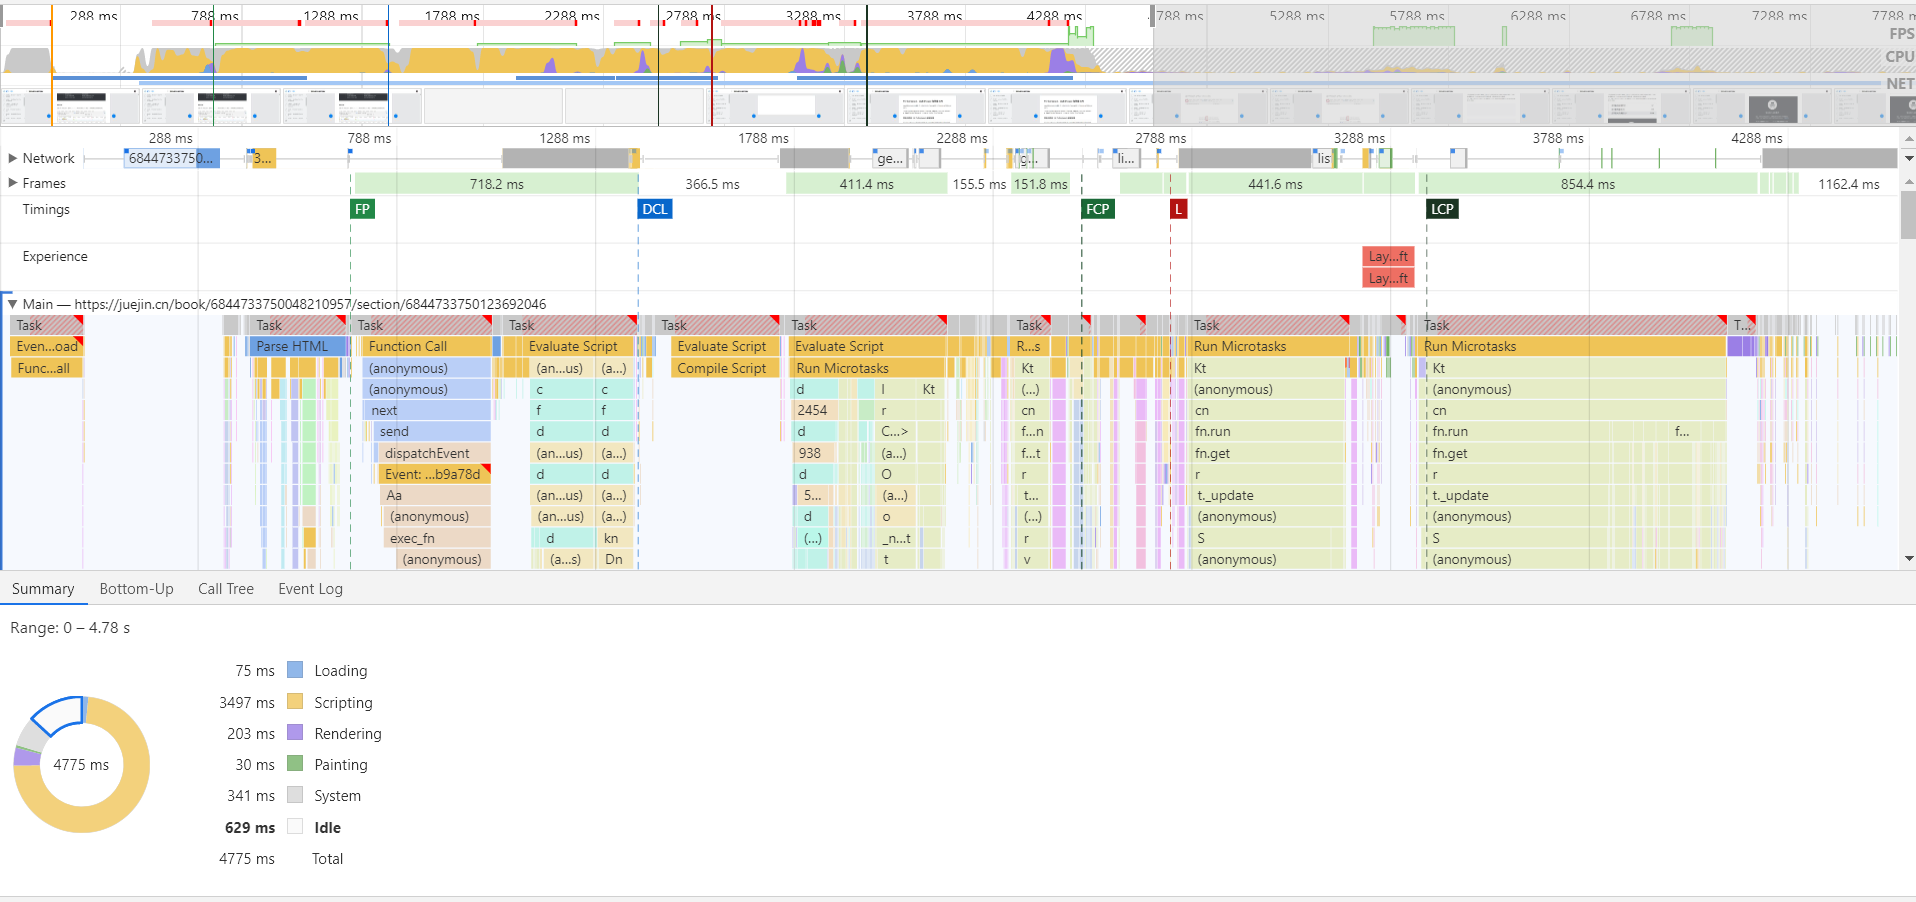 288 ms 788 ms 1288 ms 1788 ms 2288 ms 2788 ms 3288 ms 3788 ms 4288 ms 788 ms 5288 ms 5788 ms 6288 ms 6788 ms 7288 ms 7788 ms
FPS
CPU
NET
288 ms 788 ms 1288 ms 1788 ms 2288 ms 2788 ms 3288 ms 3788 ms 4288 ms
Network 6844733750... 3... ge... g... li... lis
Frames 718.2 ms 366.5 ms 411.4 ms 155.5 ms 151.8 ms 441.6 ms 854.4 ms 1162.4 ms
Timings FP DCL FCP L LCP
Experience Lay...ft
Lay...ft
Main — https://juejin.cn/book/6844733750048210957/section/6844733750123692046
Task Task Task Task Task Task Task Task Task T...
Even...oad Parse HTML Function Call Evaluate Script Evaluate Script Evaluate Script R...s Run Microtasks Run Microtasks
Func...all (anonymous) (an...us) (a...) Compile Script Run Microtasks Kt Kt Kt
(anonymous) c c d l Kt (...) (anonymous) (anonymous)
next f f 2454 r cn cn cn
send d d d C...> f...n fn.run fn.run f...
dispatchEvent (an...us) (a...) 938 (a...) f...t fn.get fn.get
Event: ...b9a78d d d d O r r r
Aa (an...us) (a...) 5... (a...) t... t._update t._update
(anonymous) (an...us) (a...) d o (...) (anonymous) (anonymous)
exec_fn d kn (...) _n...t r S S
(anonymous) (a...s) Dn t v (anonymous) (anonymous)
Summary Bottom-Up Call Tree Event Log
Range: 0 – 4.78 s
75 ms Loading
3497 ms Scripting
203 ms Rendering
4775 ms
30 ms Painting
341 ms System
629 ms Idle
4775 ms Total